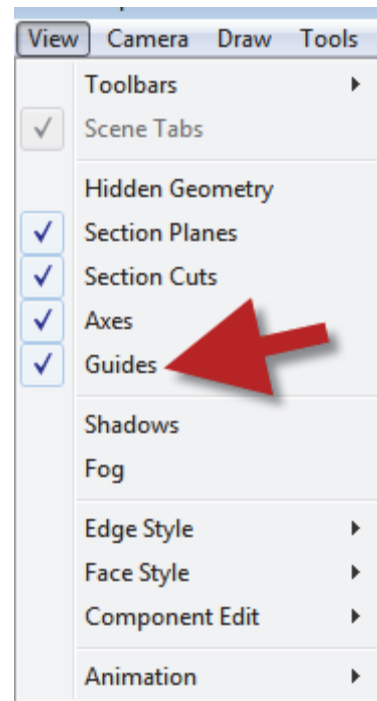 View Camera Draw Tools
Toolbars
Scene Tabs
Hidden Geometry
Section Planes
Section Cuts
Axes
Guides
Shadows
Fog
Edge Style
Face Style
Component Edit
Animation